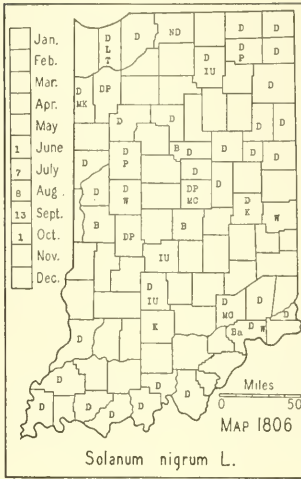 Jan.
Feb.
Mar.
Apr.
May
1 June
7 July
8 Aug.
13 Sept.
1 Oct.
Nov.
Dec.
D D ND D D
L
T D D
IU P
D DP D
MK
D D D
D B D D D D
P D
D D D DP D
W MC K W
B DP B
IU
D D D
IU MC D
K Ba D W
D
D D D D
D D D D D
Miles
0 50
MAP 1806
Solanum nigrum L.